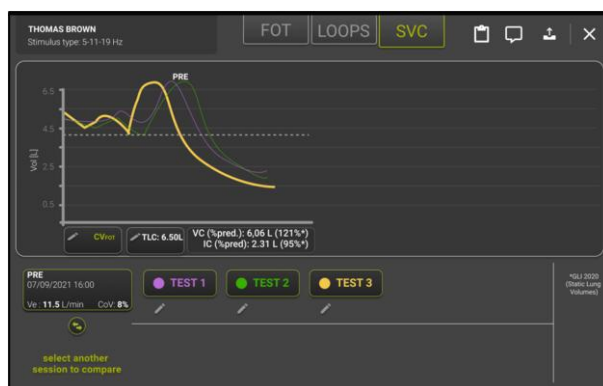 THOMAS BROWN
Stimulus type: 5-11-19 Hz
FOT
LOOPS
SVC
PRE
Vol [L]
6.5
4.5
2.5
0.5
CVFOT
TLC: 6.50L
VC (%pred.): 6,06 L (121%*)
IC (%pred): 2.31 L (95%*)
PRE
07/09/2021 16:00
Ve : 11.5 L/min CoV: 8%
TEST 1
TEST 2
TEST 3
*GLI 2020
(Static Lung
Volumes)
select another
session to compare